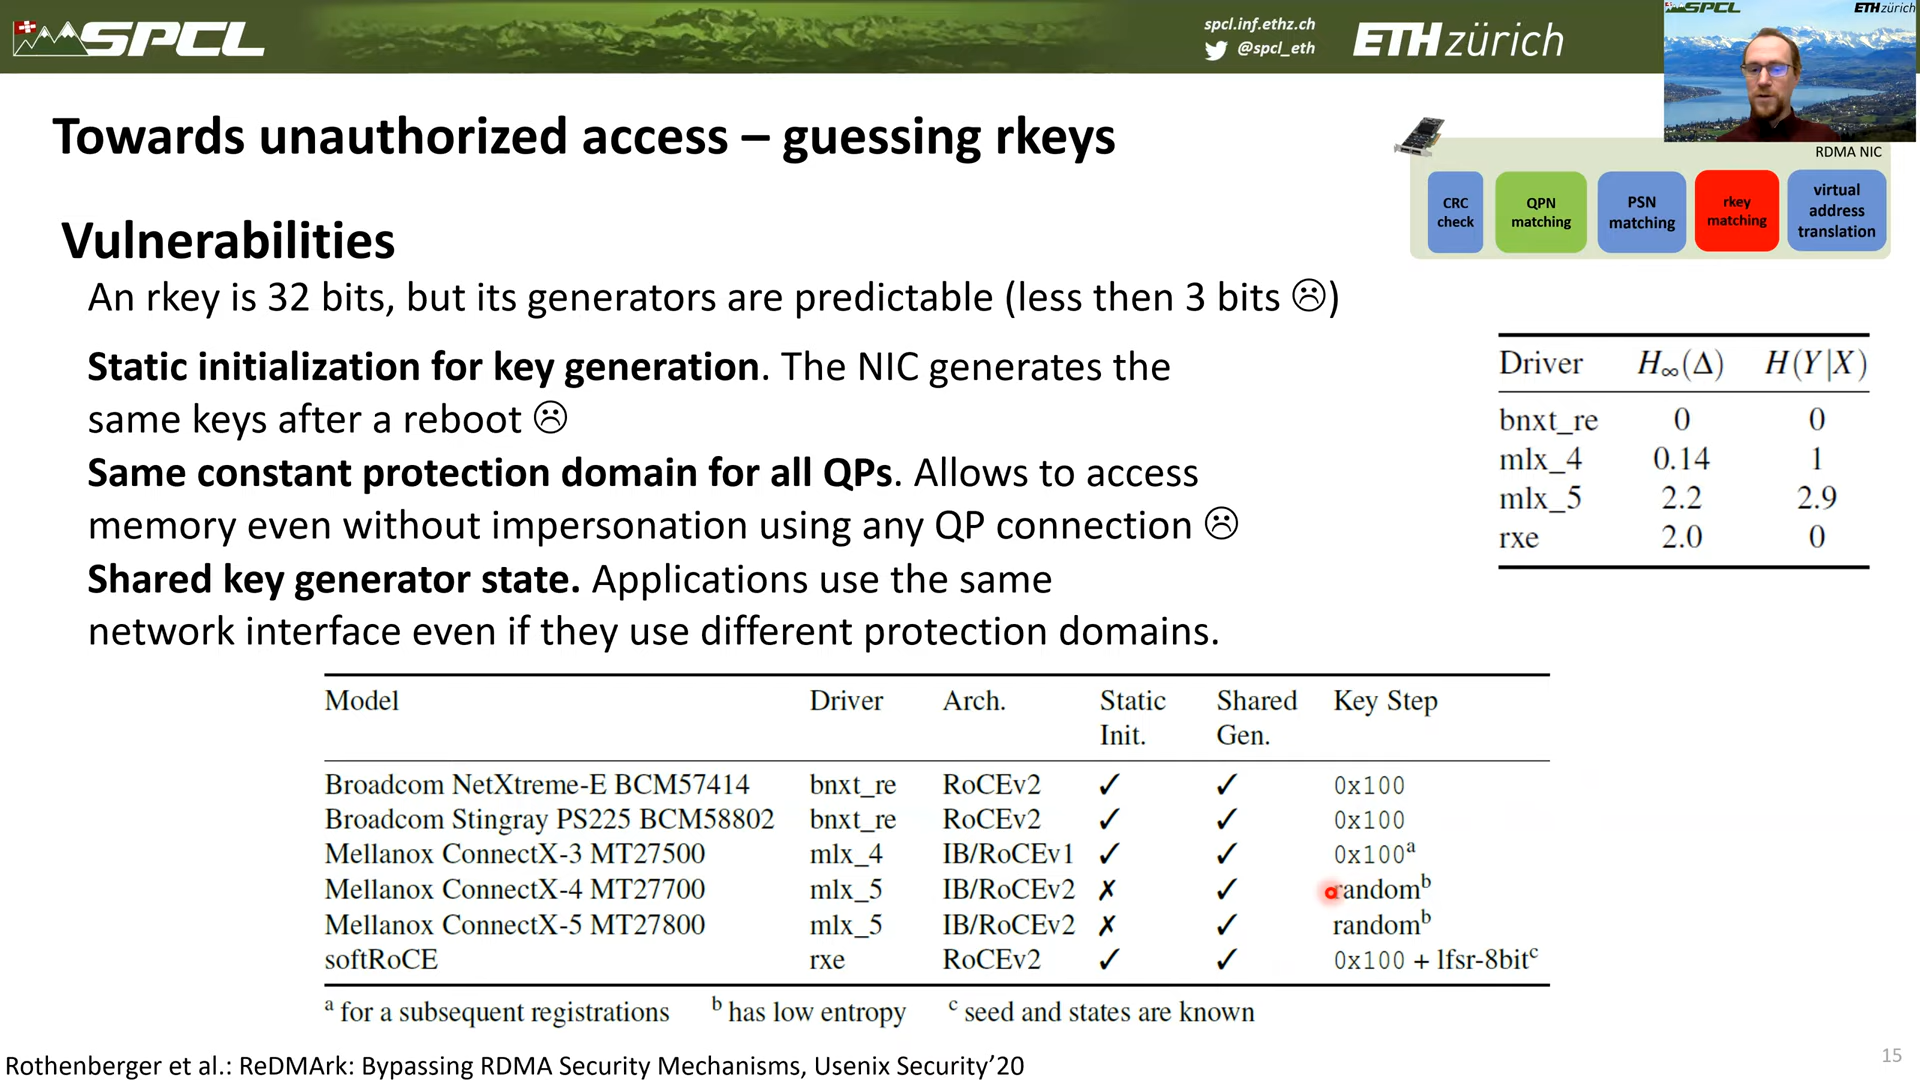 SPCL
spcl.inf.ethz.ch
@spcl_eth
ETH zürich
SPCL
ETH zürich
Towards unauthorized access – guessing rkeys
RDMA NIC
CRC check
QPN matching
PSN matching
rkey matching
virtual address translation
Vulnerabilities
An rkey is 32 bits, but its generators are predictable (less then 3 bits ☹)
Static initialization for key generation. The NIC generates the
same keys after a reboot ☹
Same constant protection domain for all QPs. Allows to access
memory even without impersonation using any QP connection ☹
Shared key generator state. Applications use the same
network interface even if they use different protection domains.
Driver H∞(Δ) H(Y|X)
bnxt_re 0 0
mlx_4 0.14 1
mlx_5 2.2 2.9
rxe 2.0 0
Model Driver Arch. Static Init. Shared Gen. Key Step
Broadcom NetXtreme-E BCM57414 bnxt_re RoCEv2 ✓ ✓ 0x100
Broadcom Stingray PS225 BCM58802 bnxt_re RoCEv2 ✓ ✓ 0x100
Mellanox ConnectX-3 MT27500 mlx_4 IB/RoCEv1 ✓ ✓ 0x100ᵃ
Mellanox ConnectX-4 MT27700 mlx_5 IB/RoCEv2 ✗ ✓ randomᵇ
Mellanox ConnectX-5 MT27800 mlx_5 IB/RoCEv2 ✗ ✓ randomᵇ
softRoCE rxe RoCEv2 ✓ ✓ 0x100 + lfsr-8bitᶜ
ᵃ for a subsequent registrations ᵇ has low entropy ᶜ seed and states are known
Rothenberger et al.: ReDMArk: Bypassing RDMA Security Mechanisms, Usenix Security’20
15